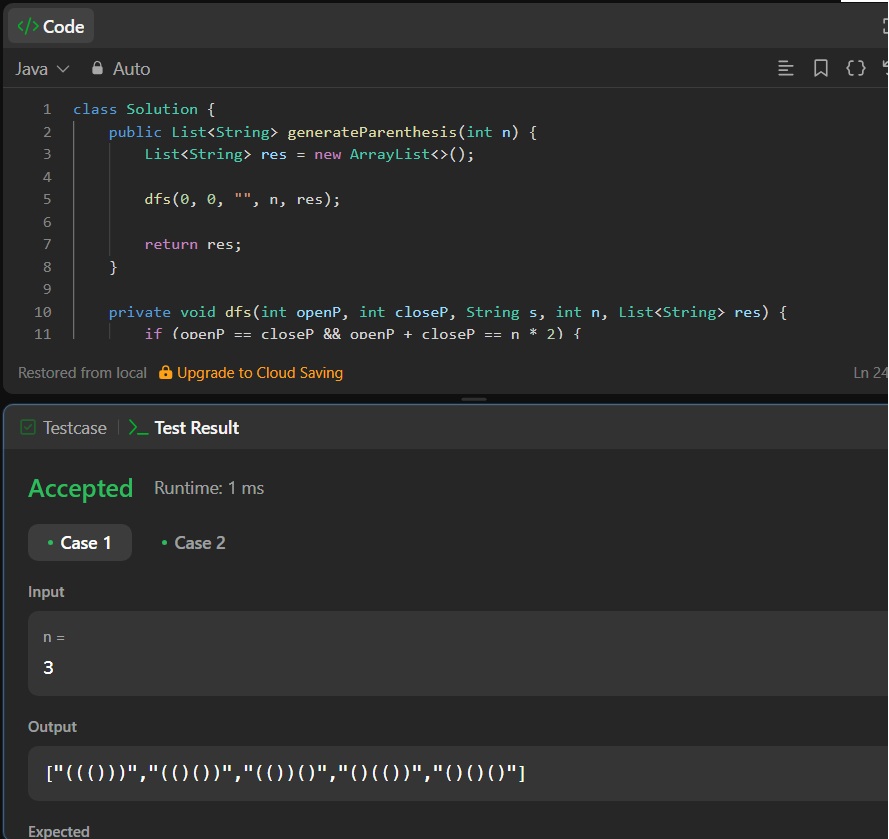 </> Code
Java Auto
1 class Solution {
2 public List<String> generateParenthesis(int n) {
3 List<String> res = new ArrayList<>();
4
5 dfs(0, 0, "", n, res);
6
7 return res;
8 }
9
10 private void dfs(int openP, int closeP, String s, int n, List<String> res) {
11 if (openP == closeP && openP + closeP == n * 2) {
Restored from local Upgrade to Cloud Saving Ln 24
Testcase | >_ Test Result
Accepted Runtime: 1 ms
• Case 1 • Case 2
Input
n =
3
Output
["((()))","(()())","(())()","()(())","()()()"]
Expected